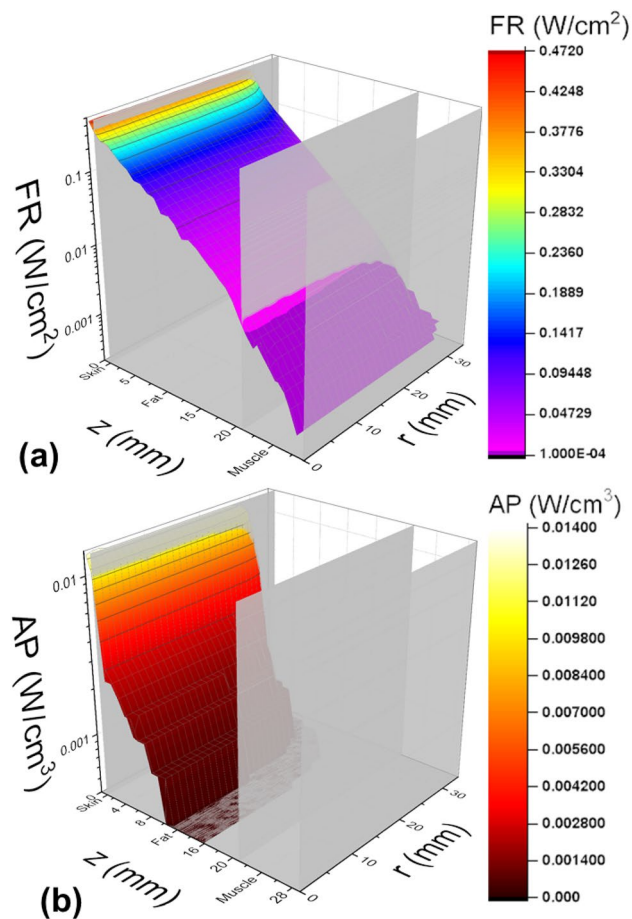 FR (W/cm²)
0.4720
0.4248
0.3776
0.3304
0.2832
0.2360
0.1889
0.1417
0.09448
0.04729
1.000E-04
FR (W/cm²)
0.1
0.01
0.001
0
Skin
5
Fat
15
20
Muscle
z (mm)
0
10
20
30
r (mm)
(a)
AP (W/cm³)
0.01400
0.01260
0.01120
0.009800
0.008400
0.007000
0.005600
0.004200
0.002800
0.001400
0.000
AP (W/cm³)
0.01
0.001
0
Skin
4
8
Fat
16
20
Muscle
28
z (mm)
0
10
20
30
r (mm)
(b)